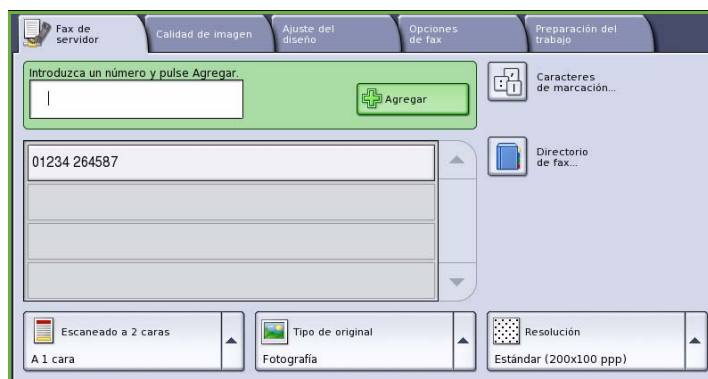 Fax de
servidor
Calidad de imagen
Ajuste del
diseño
Opciones
de fax
Preparación del
trabajo
Introduzca un número y pulse Agregar.
Agregar
Caracteres
de marcación...
01234 264587
Directorio
de fax...
Escaneado a 2 caras
A 1 cara
Tipo de original
Fotografía
Resolución
Estándar (200x100 ppp)